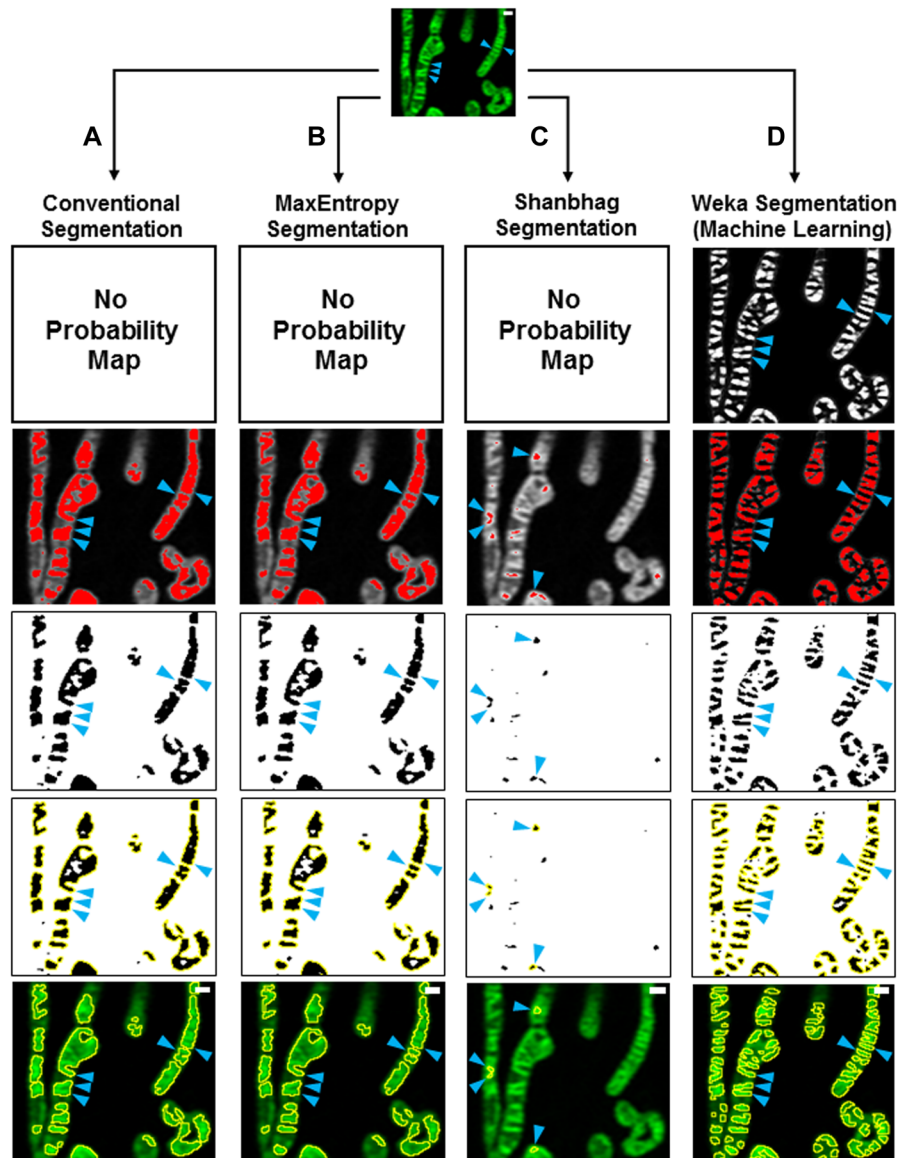 A
B
C
D
Conventional
Segmentation
MaxEntropy
Segmentation
Shanbhag
Segmentation
Weka Segmentation
(Machine Learning)
No
Probability
Map
No
Probability
Map
No
Probability
Map